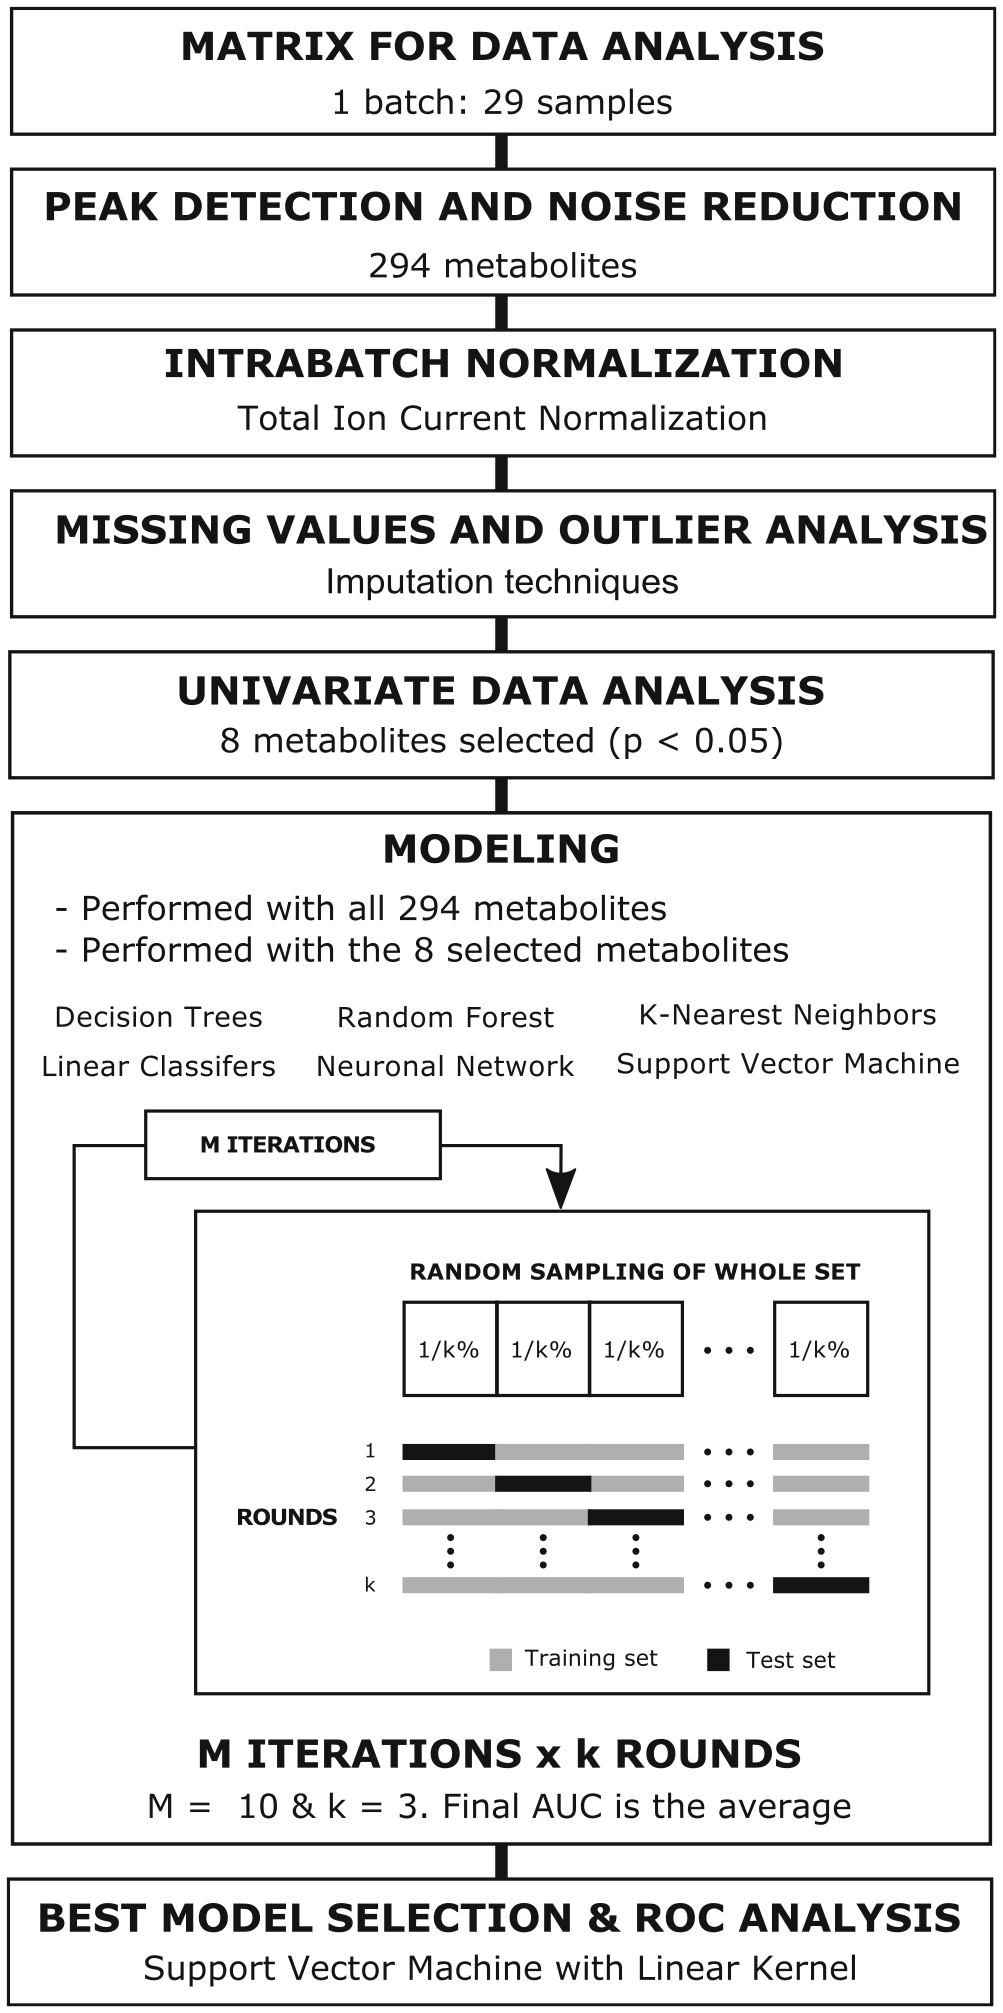 MATRIX FOR DATA ANALYSIS
1 batch: 29 samples
PEAK DETECTION AND NOISE REDUCTION
294 metabolites
INTRABATCH NORMALIZATION
Total Ion Current Normalization
MISSING VALUES AND OUTLIER ANALYSIS
Imputation techniques
UNIVARIATE DATA ANALYSIS
8 metabolites selected (p < 0.05)
MODELING
- Performed with all 294 metabolites
- Performed with the 8 selected metabolites
Decision Trees Random Forest K-Nearest Neighbors
Linear Classifers Neuronal Network Support Vector Machine
M ITERATIONS
RANDOM SAMPLING OF WHOLE SET
1/k% 1/k% 1/k% • • • 1/k%
1 • • •
2 • • •
ROUNDS 3 • • •
k • • •
Training set Test set
M ITERATIONS x k ROUNDS
M = 10 & k = 3. Final AUC is the average
BEST MODEL SELECTION & ROC ANALYSIS
Support Vector Machine with Linear Kernel